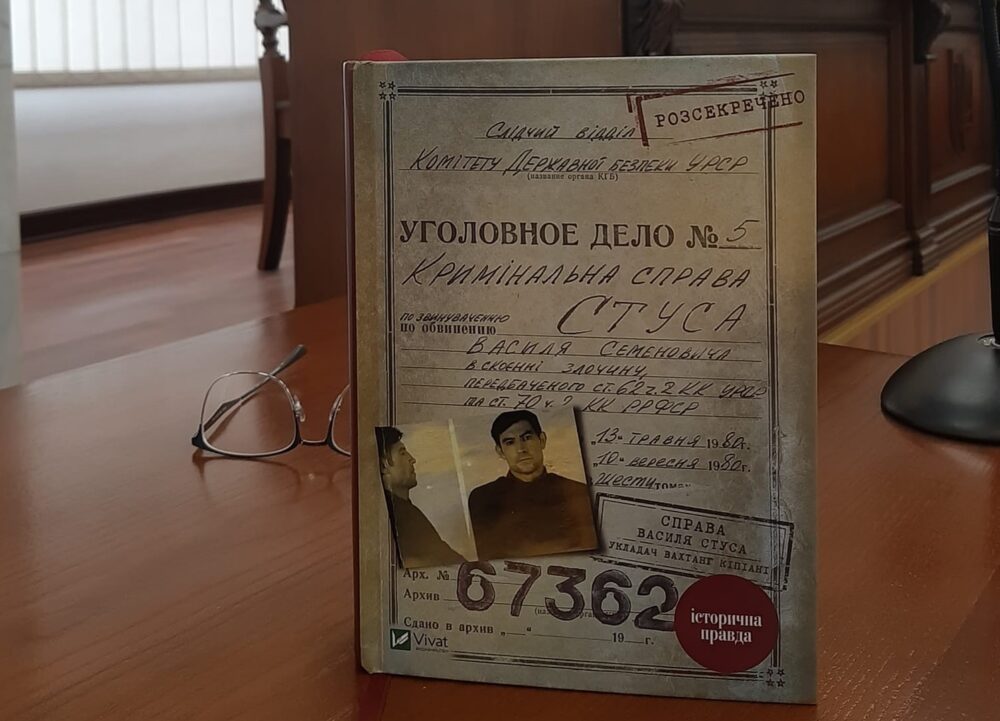 РОЗСЕКРЕЧЕНО
Слідчий відділ
Комітету Державної безпеки УРСР
(название органа КГБ)
УГОЛОВНОЕ ДЕЛО № 5
Кримінальна справа
Стуса
по звинуваченню
по обвинению
Василя Семеновича
в скоєнні злочину,
передбаченого ст. 62 ч. 2 КК УРСР
та ст. 70 ч. 2 КК РРФСР
„13“ травня 1980 г.
„10“ вересня 1980 г.
шести томах
СПРАВА
ВАСИЛЯ СТУСА
УКЛАДАЧ ВАХТАНГ КІПІАНІ
Арх. № 67362
Архив
Сдано в архив „ “ 19 г.
історична
правда
Vivat
видавництво